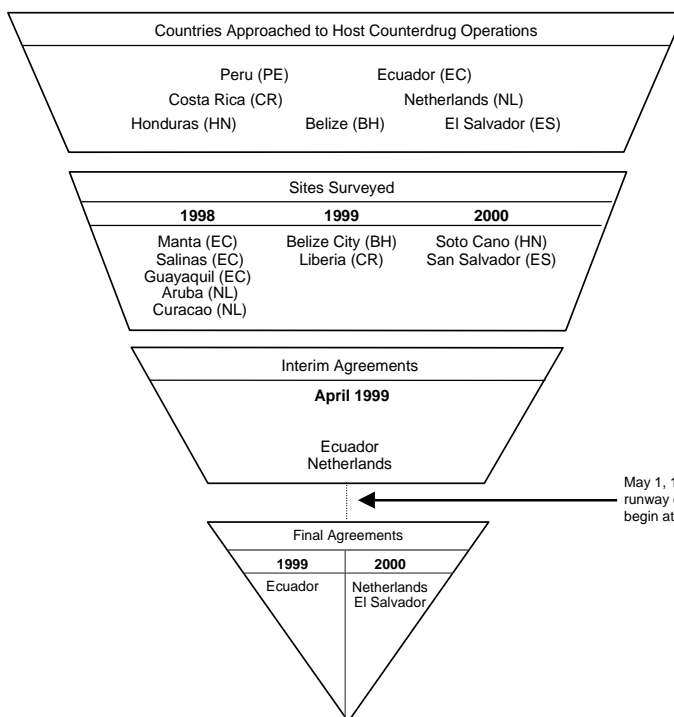 Countries Approached to Host Counterdrug Operations
Peru (PE) Ecuador (EC)
Costa Rica (CR) Netherlands (NL)
Honduras (HN) Belize (BH) El Salvador (ES)
Sites Surveyed
1998 1999 2000
Manta (EC) Belize City (BH) Soto Cano (HN)
Salinas (EC) Liberia (CR) San Salvador (ES)
Guayaquil (EC)
Aruba (NL)
Curacao (NL)
Interim Agreements
April 1999
Ecuador
Netherlands
May 1, 1
runway
begin at
Final Agreements
1999 2000
Ecuador Netherlands
El Salvador